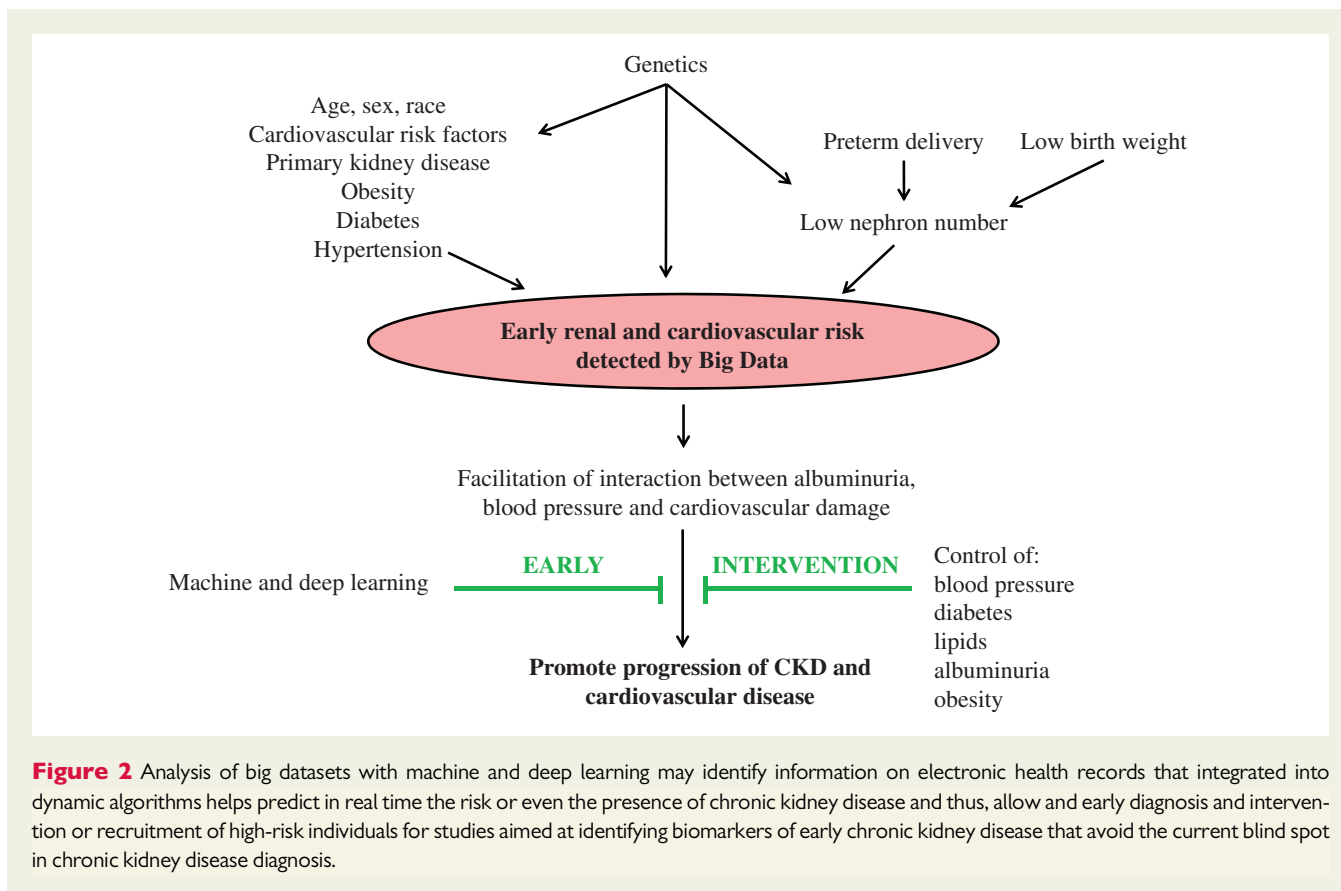 Genetics
Age, sex, race
Cardiovascular risk factors
Primary kidney disease
Obesity
Diabetes
Hypertension
Preterm delivery
Low birth weight
Low nephron number
Early renal and cardiovascular risk
detected by Big Data
Facilitation of interaction between albuminuria,
blood pressure and cardiovascular damage
Machine and deep learning
EARLY
INTERVENTION
Control of:
blood pressure
diabetes
lipids
albuminuria
obesity
Promote progression of CKD and
cardiovascular disease
Figure 2 Analysis of big datasets with machine and deep learning may identify information on electronic health records that integrated into
dynamic algorithms helps predict in real time the risk or even the presence of chronic kidney disease and thus, allow and early diagnosis and interven-
tion or recruitment of high-risk individuals for studies aimed at identifying biomarkers of early chronic kidney disease that avoid the current blind spot
in chronic kidney disease diagnosis.